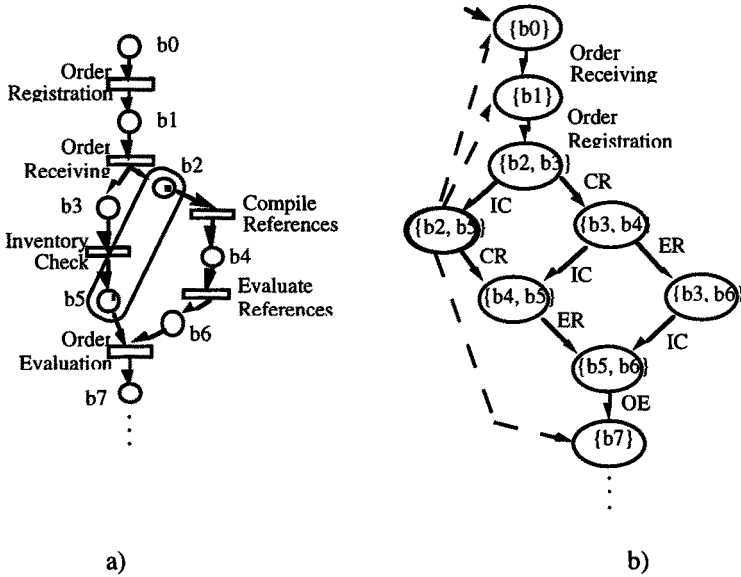 b0
Order
Registration
b1
Order
Receiving
b2
b3
Compile
References
Inventory
Check
b4
b5
Evaluate
References
b6
Order
Evaluation
b7
a)
{b0}
Order
Receiving
{b1}
Order
Registration
{b2, b3}
IC
CR
{b2, b5}
{b3, b4}
CR
IC
ER
{b4, b5}
{b3, b6}
ER
IC
{b5, b6}
OE
{b7}
b)